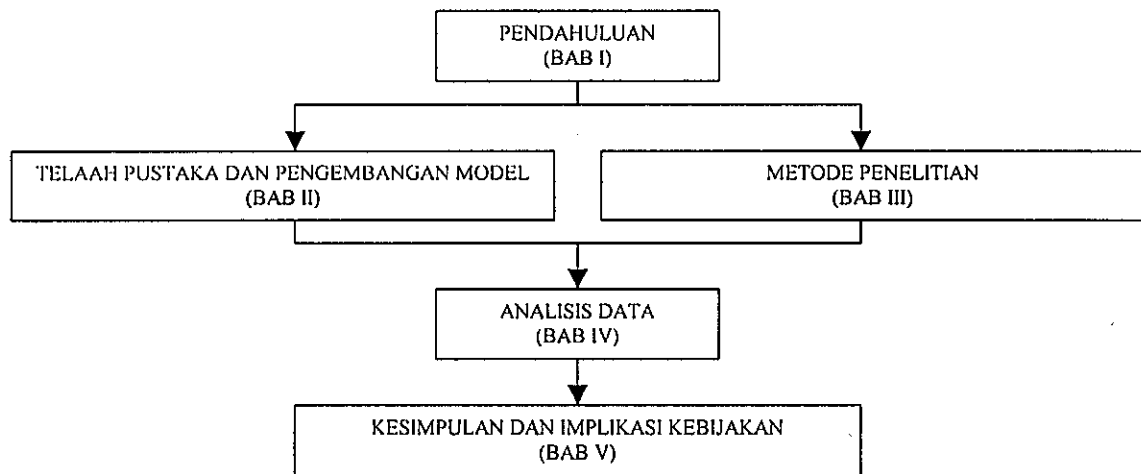 PENDAHULUAN
(BAB I)
TELAAH PUSTAKA DAN PENGEMBANGAN MODEL
(BAB II)
METODE PENELITIAN
(BAB III)
ANALISIS DATA
(BAB IV)
KESIMPULAN DAN IMPLIKASI KEBIJAKAN
(BAB V)